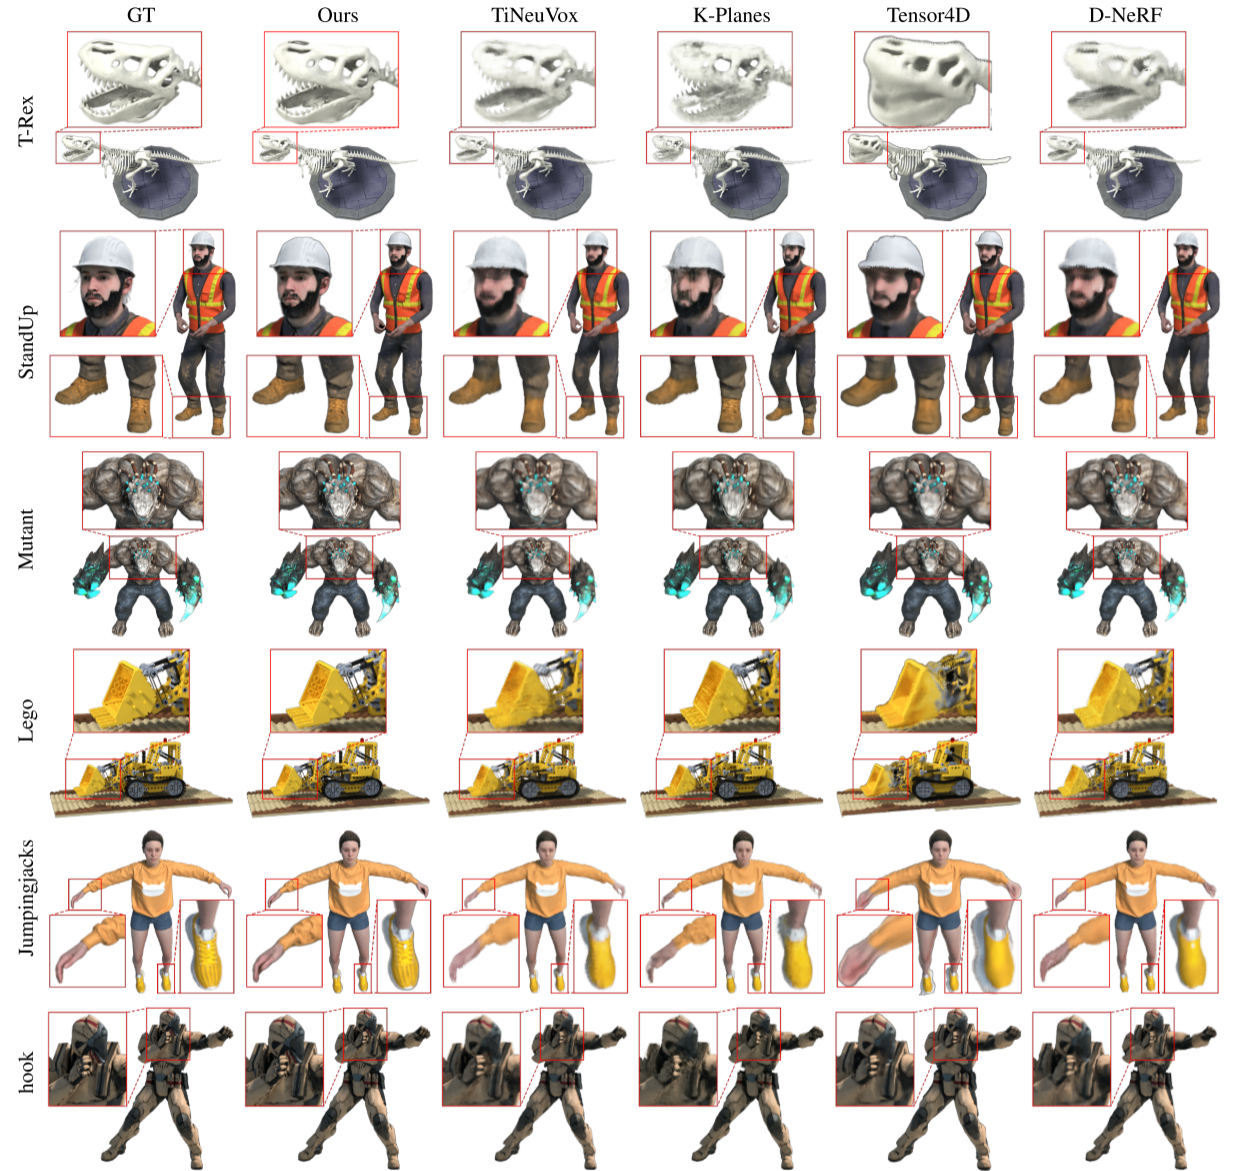 GT Ours TiNeuVox K-Planes Tensor4D D-NeRF
T-Rex
StandUp
Mutant
Lego
Jumpingjacks
hook